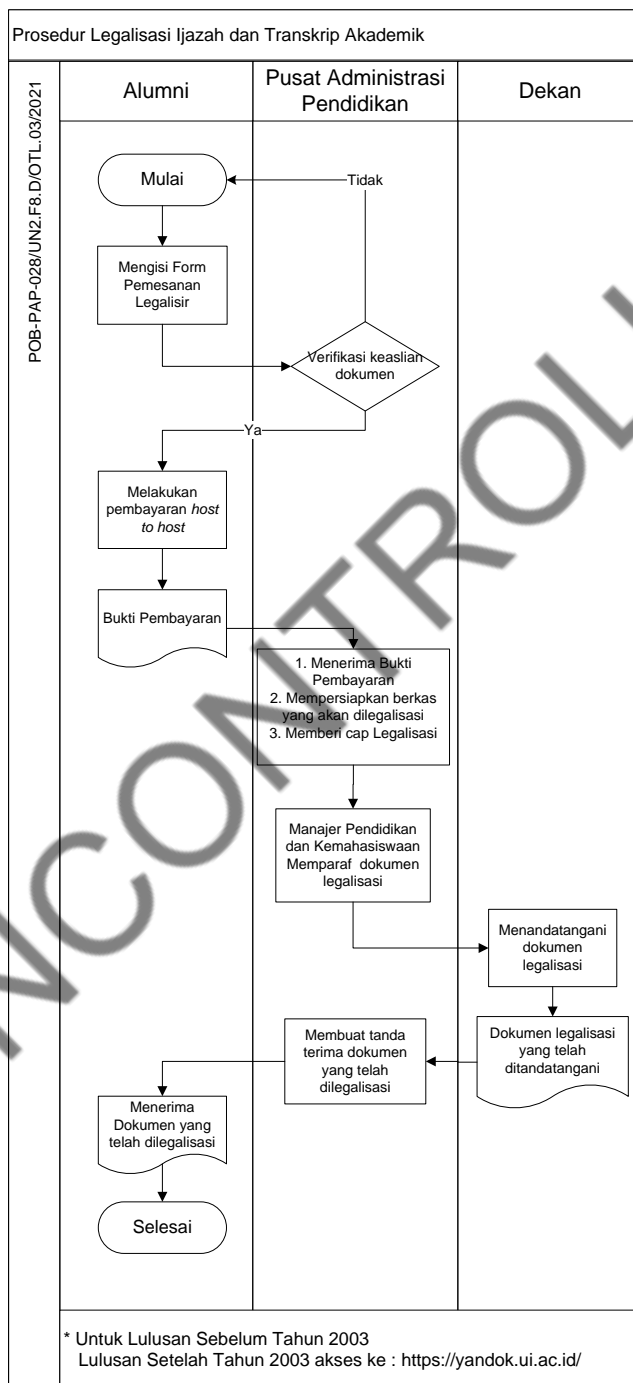 Prosedur Legalisasi Ijazah dan Transkrip Akademik
POB-PAP-028/UN2.F8.D/OTL.03/2021
Alumni
Pusat Administrasi
Pendidikan
Dekan
Mulai
Tidak
Mengisi Form
Pemesanan
Legalisir
Verifikasi keaslian
dokumen
Ya
Melakukan
pembayaran host
to host
Bukti Pembayaran
1. Menerima Bukti
Pembayaran
2. Mempersiapkan berkas
yang akan dilegalisasi
3. Memberi cap Legalisasi
Manajer Pendidikan
dan Kemahasiswaan
Memparaf dokumen
legalisasi
Menandatangani
dokumen
legalisasi
Dokumen legalisasi
yang telah
ditandatangani
Membuat tanda
terima dokumen
yang telah
dilegalisasi
Menerima
Dokumen yang
telah dilegalisasi
Selesai
* Untuk Lulusan Sebelum Tahun 2003
Lulusan Setelah Tahun 2003 akses ke : https://yandok.ui.ac.id/
NCONTROL